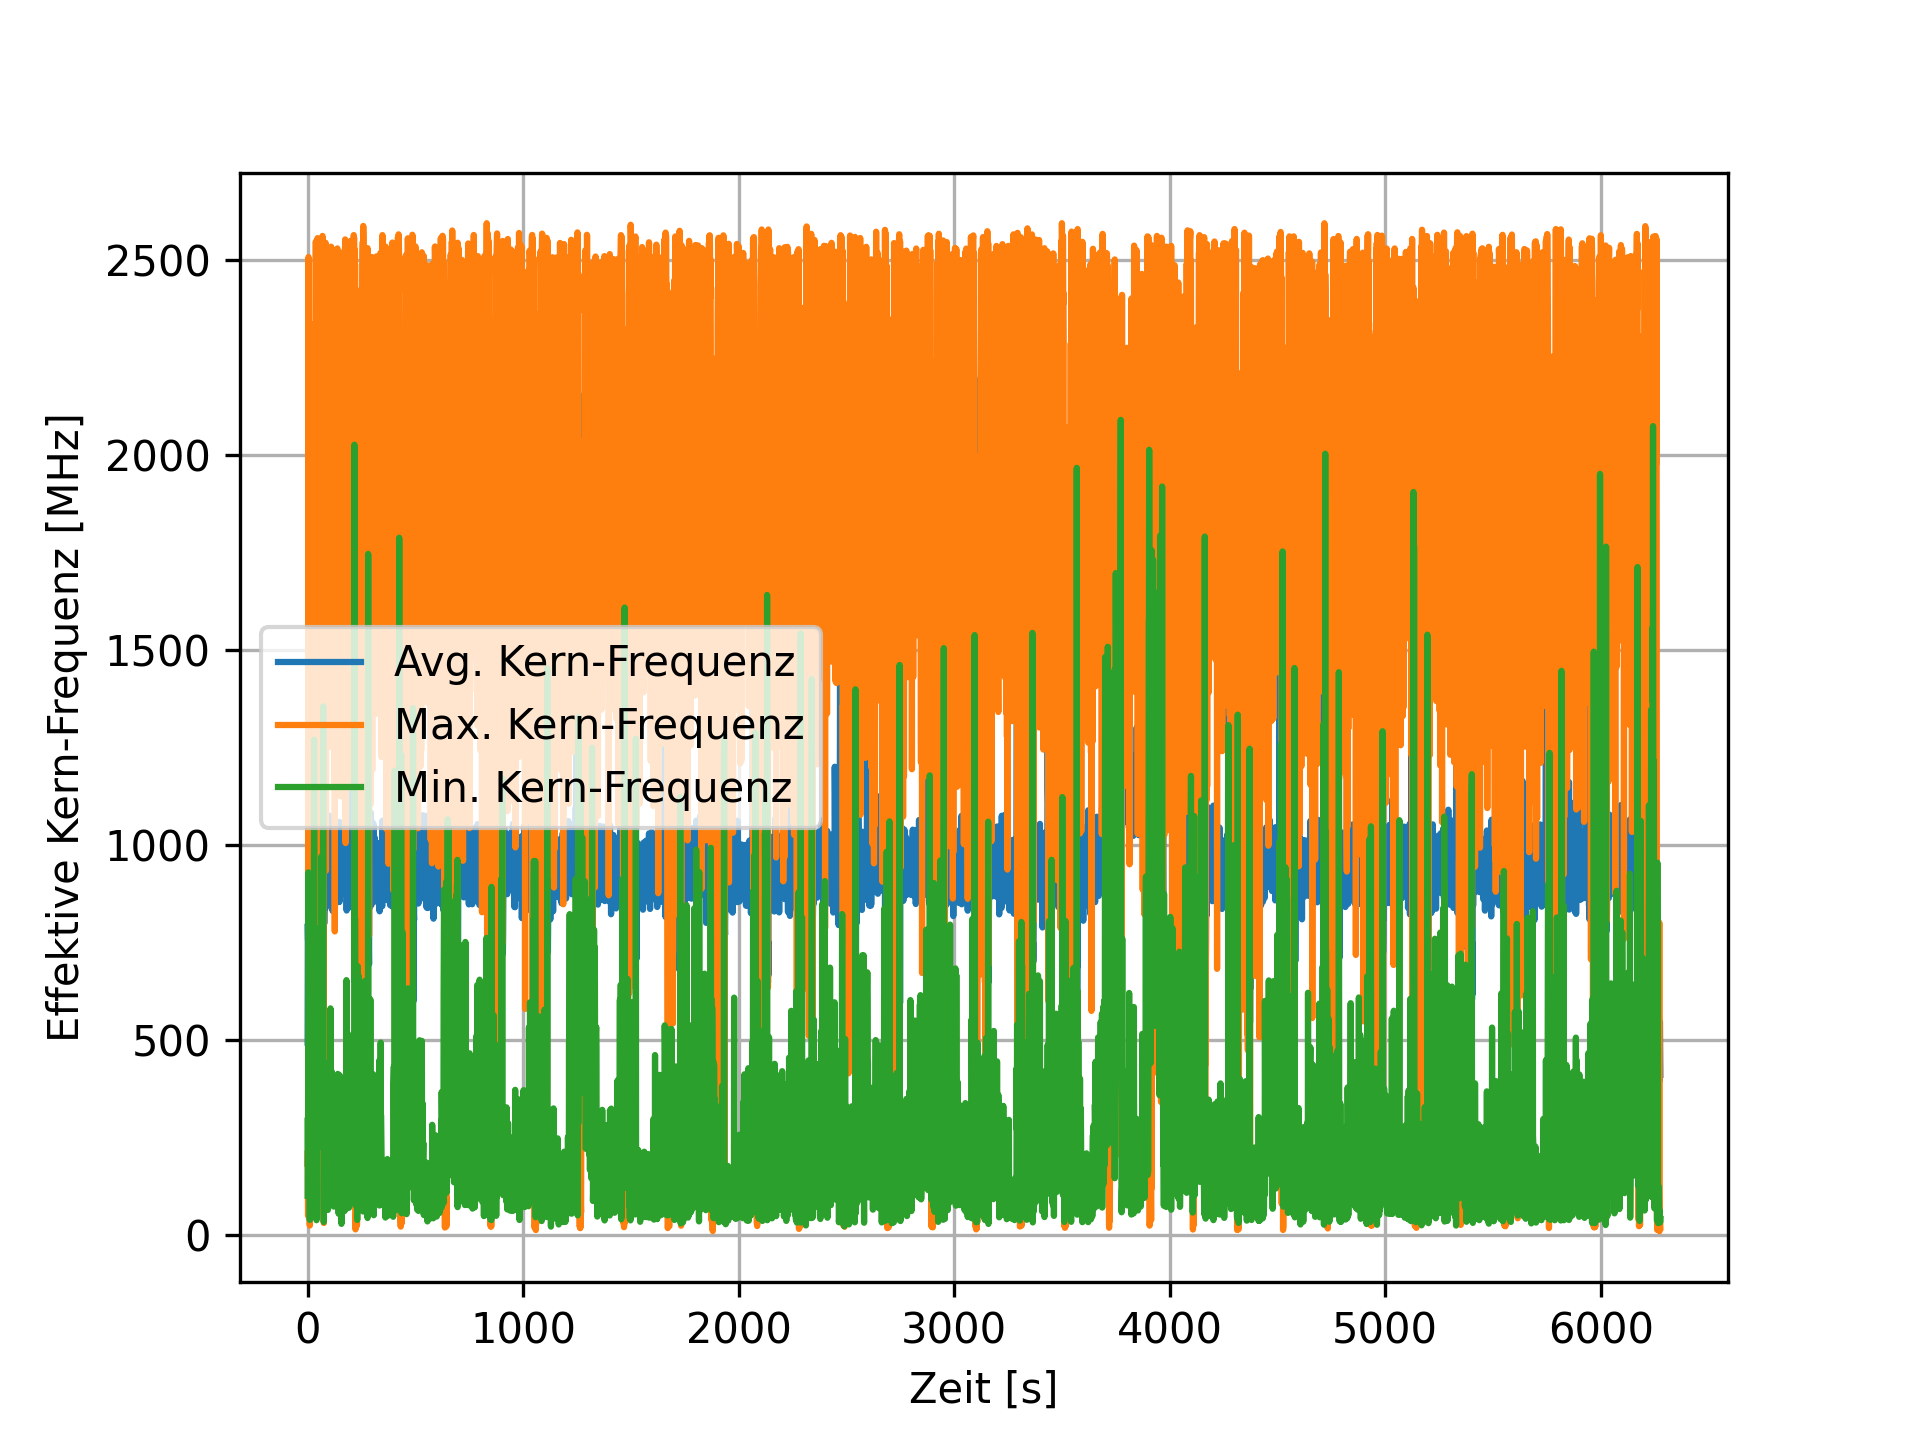 Effektive Kern-Frequenz [MHz]
2500
2000
1500
1000
500
0
Avg. Kern-Frequenz
Max. Kern-Frequenz
Min. Kern-Frequenz
0 1000 2000 3000 4000 5000 6000
Zeit [s]